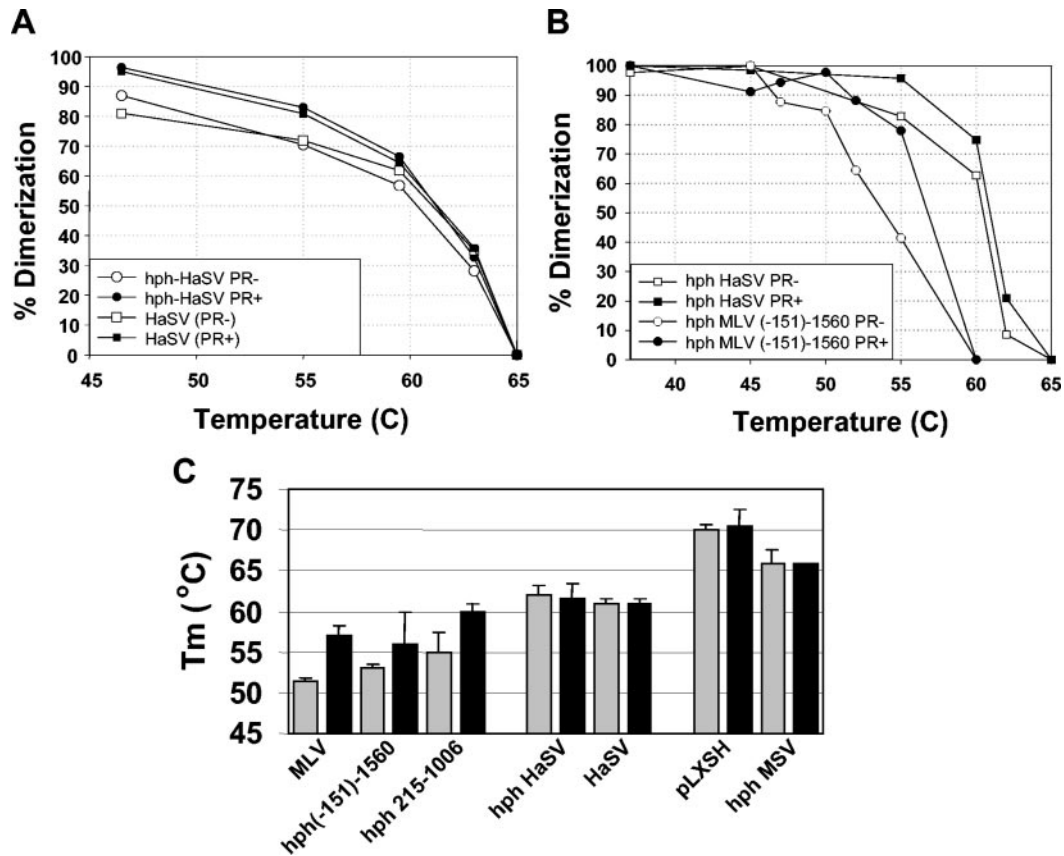 A
% Dimerization
100
90
80
70
60
50
40
30
20
10
0
hph-HaSV PR-
hph-HaSV PR+
HaSV (PR-)
HaSV (PR+)
45
50
55
60
65
Temperature (C)
B
% Dimerization
100
90
80
70
60
50
40
30
20
10
0
hph HaSV PR-
hph HaSV PR+
hph MLV (-151)-1560 PR-
hph MLV (-151)-1560 PR+
40
45
50
55
60
65
Temperature (C)
C
Tm (°C)
75
70
65
60
55
50
45
MLV
hph(-151)-1560
hph 215-1006
hph HaSV
HaSV
pLXSH
hph MSV